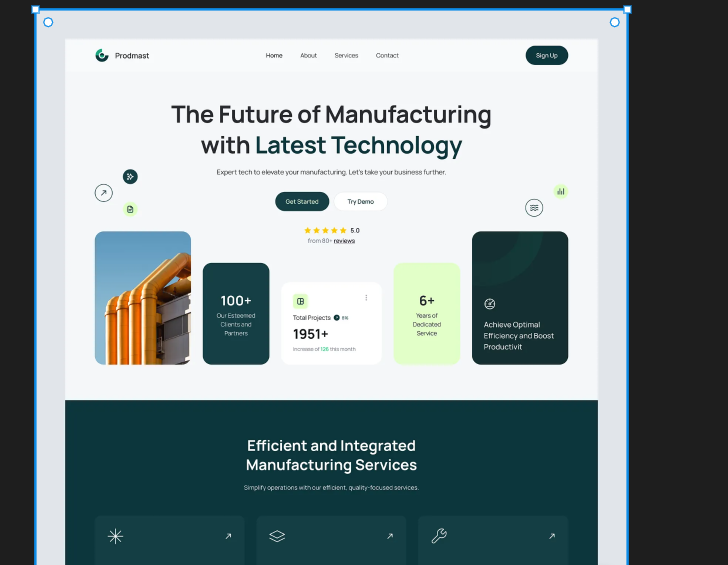 Prodmast
Home About Services Contact
Sign Up
The Future of Manufacturing
with Latest Technology
Expert tech to elevate your manufacturing. Let's take your business further.
Get Started Try Demo
5.0
from 80+ reviews
100+
Our Esteemed
Clients and
Partners
Total Projects 8%
1951+
Increase of 126 this month
6+
Years of
Dedicated
Service
Achieve Optimal
Efficiency and Boost
Productivit
Efficient and Integrated
Manufacturing Services
Simplify operations with our efficient, quality-focused services.